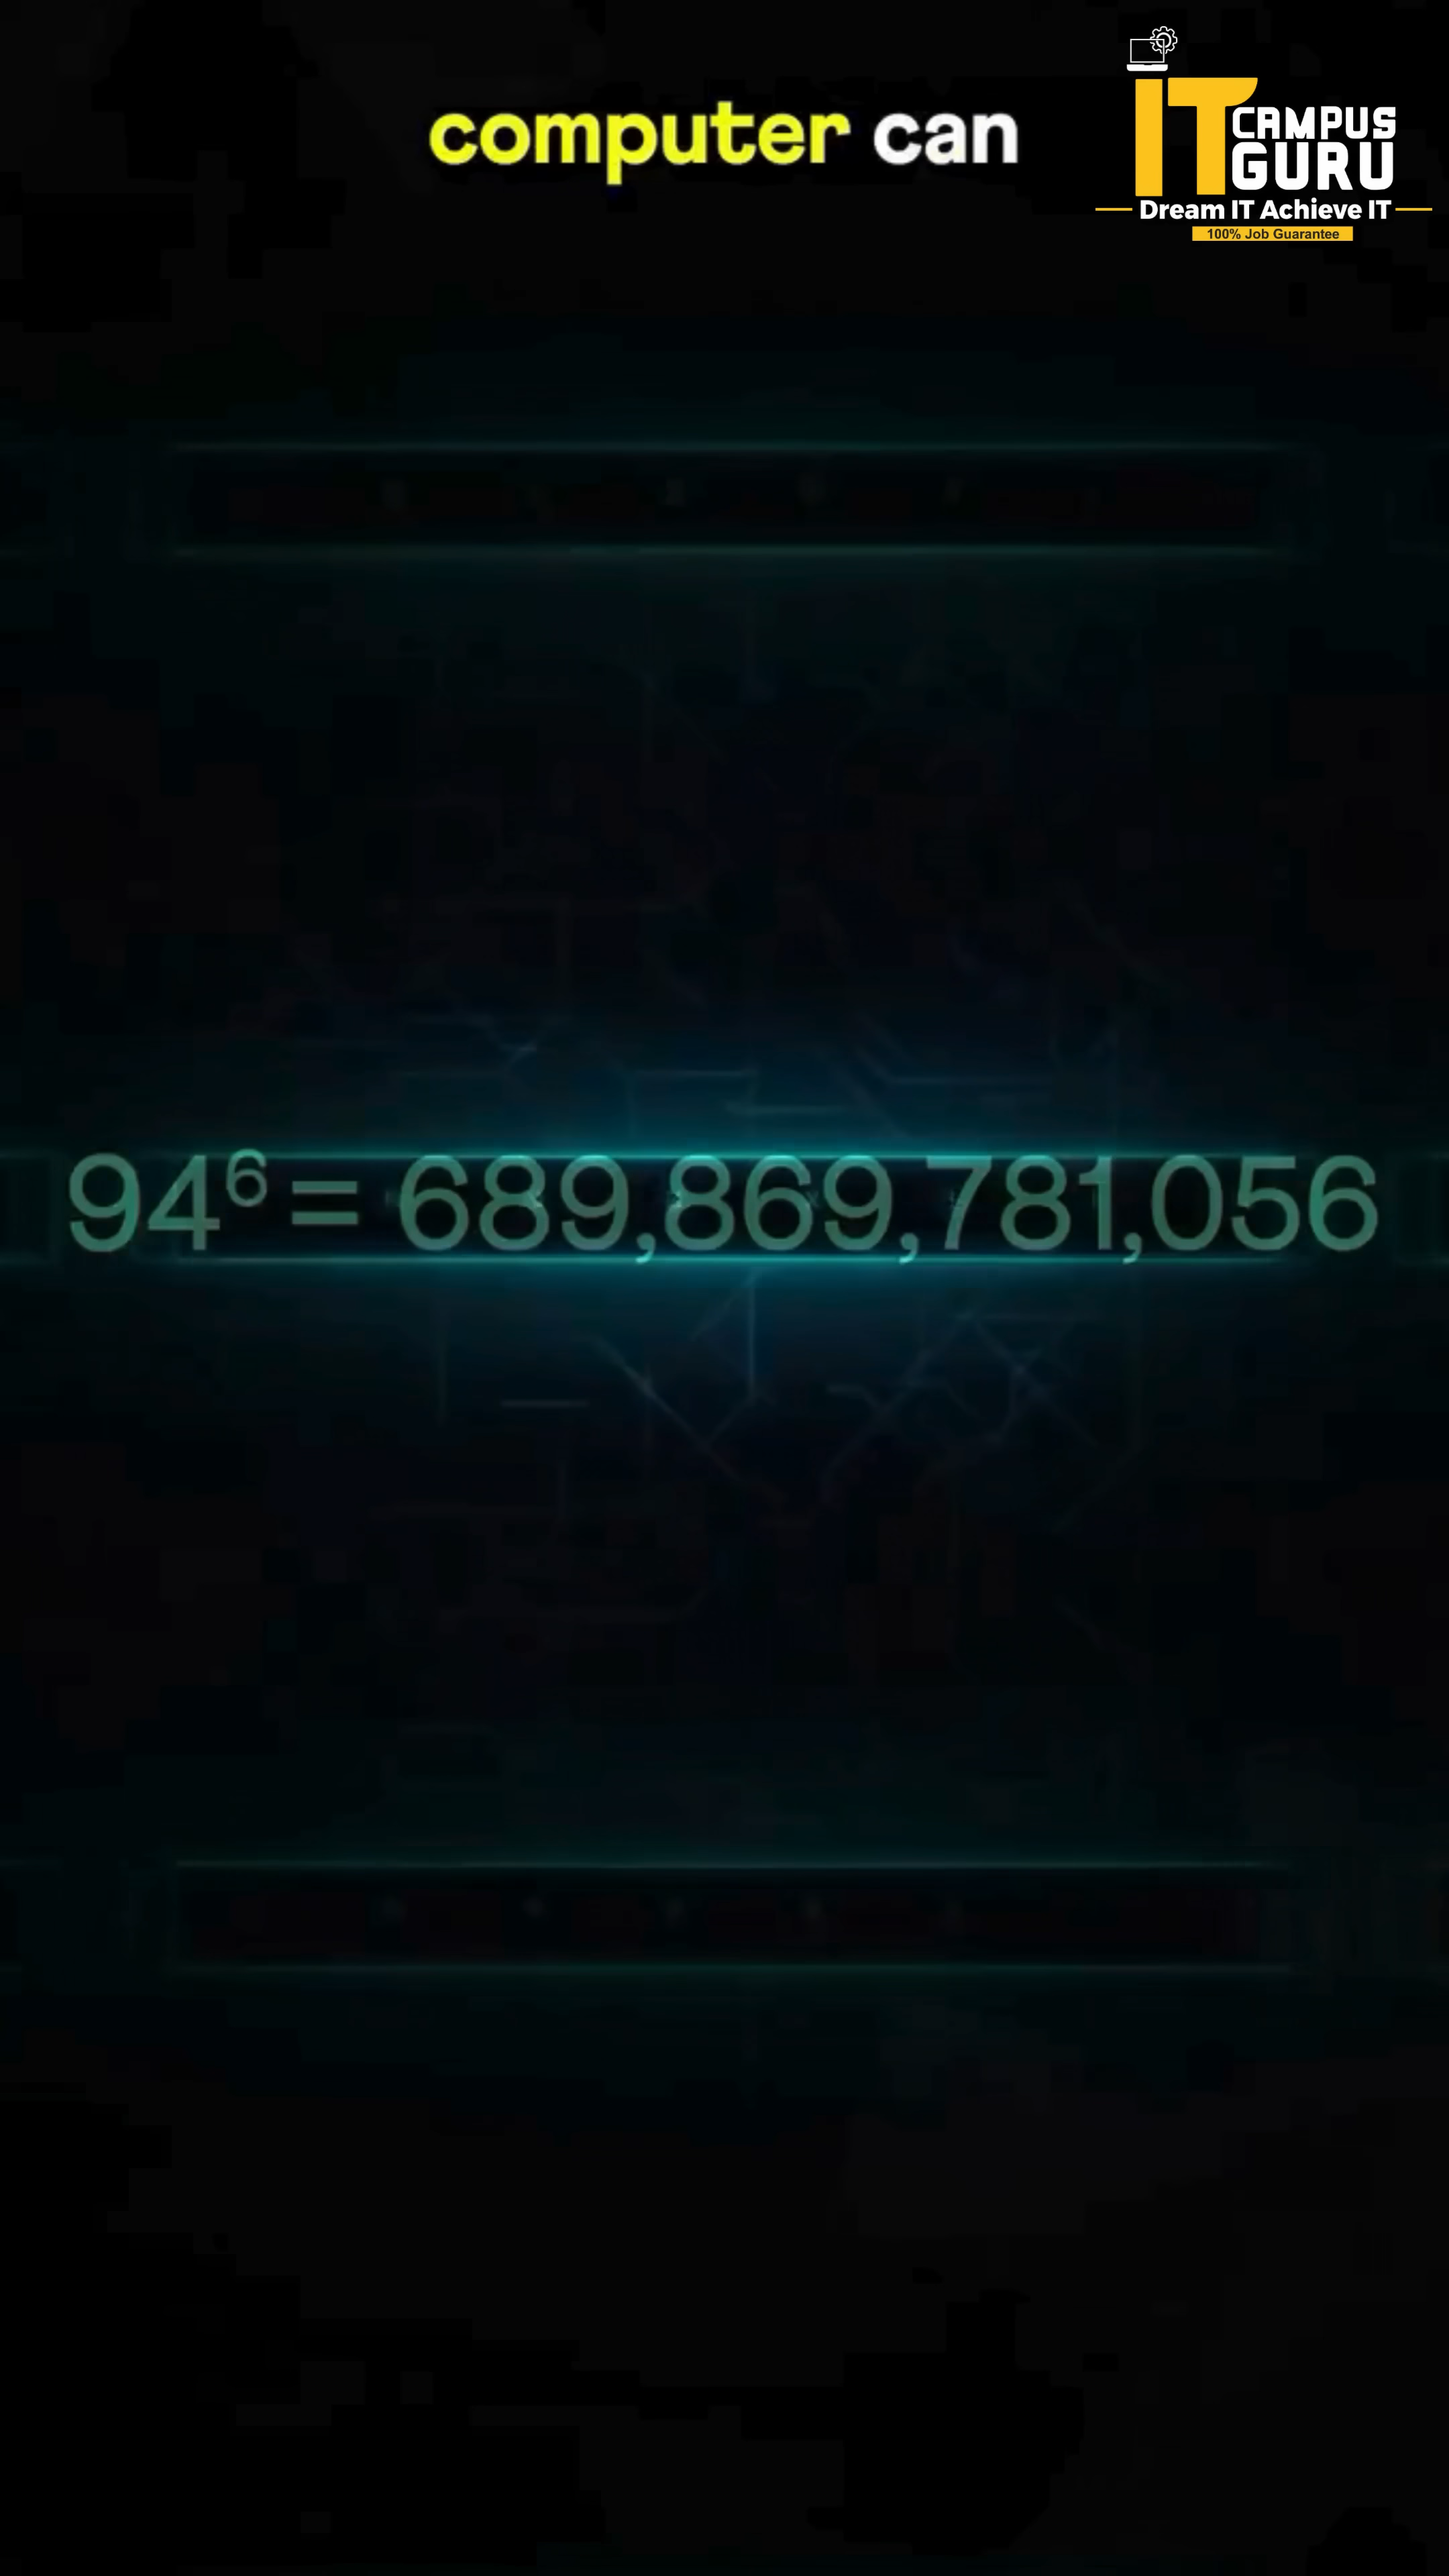 computer can
IT CAMPUS
GURU
Dream IT Achieve IT
100% Job Guarantee
94⁶ = 689,869,781,056